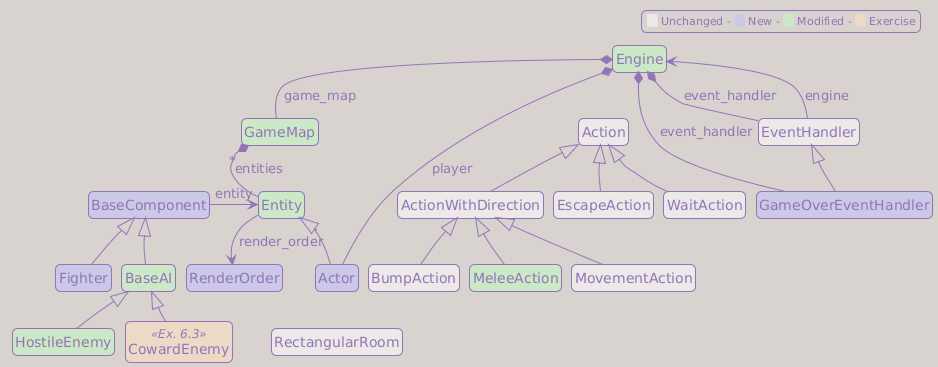 Unchanged - New - Modified - Exercise
Engine
game_map
event_handler
engine
GameMap
Action
event_handler
EventHandler
*
entities
player
entity
BaseComponent
Entity
ActionWithDirection
EscapeAction
WaitAction
GameOverEventHandler
render_order
Fighter
BaseAI
RenderOrder
Actor
BumpAction
MeleeAction
MovementAction
HostileEnemy
«Ex. 6.3»
CowardEnemy
RectangularRoom